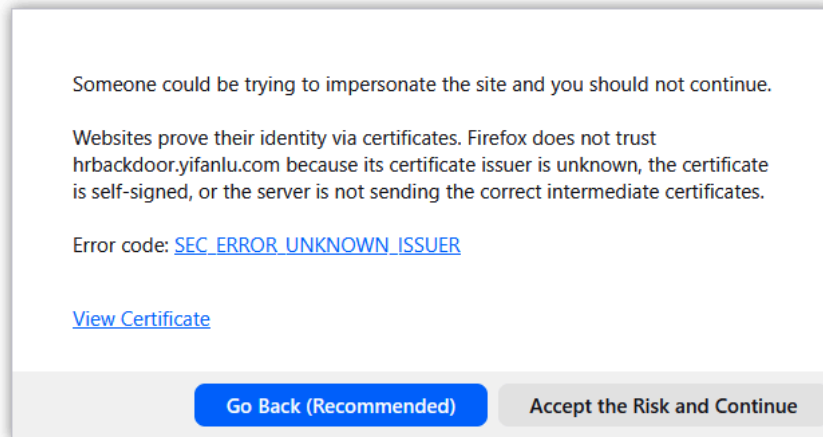 Someone could be trying to impersonate the site and you should not continue.
Websites prove their identity via certificates. Firefox does not trust
hrbackdoor.yifanlu.com because its certificate issuer is unknown, the certificate
is self-signed, or the server is not sending the correct intermediate certificates.
Error code: SEC_ERROR_UNKNOWN_ISSUER
View Certificate
Go Back (Recommended) Accept the Risk and Continue